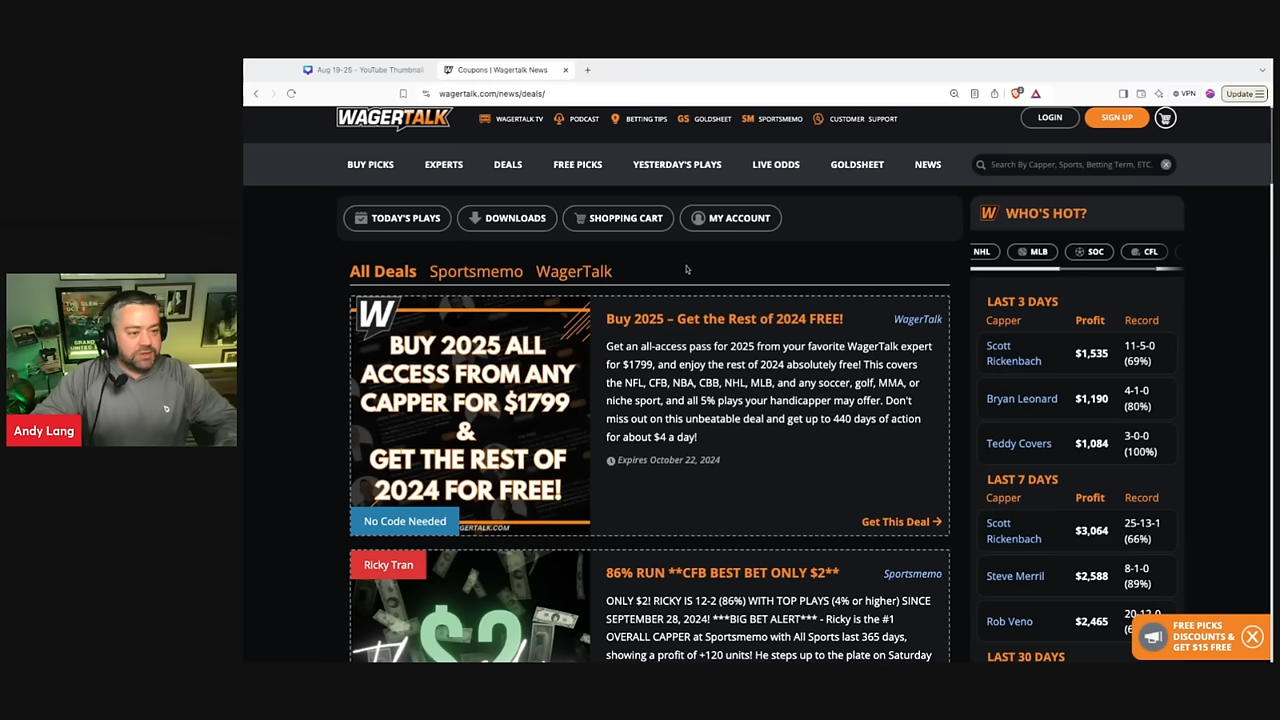 Aug 19-25 - YouTube Thumbnail
Coupons | Wagertalk News
wagertalk.com/news/deals/
VPN
Update
WAGERTALK
WAGERTALK TV
PODCAST
BETTING TIPS
GS GOLDSHEET
SM SPORTSMEMO
CUSTOMER SUPPORT
LOGIN
SIGN UP
BUY PICKS
EXPERTS
DEALS
FREE PICKS
YESTERDAY'S PLAYS
LIVE ODDS
GOLDSHEET
NEWS
Search By Capper, Sports, Betting Term, ETC.
TODAY'S PLAYS
DOWNLOADS
SHOPPING CART
MY ACCOUNT
All Deals Sportsmemo WagerTalk
W
BUY 2025 ALL
ACCESS FROM ANY
CAPPER FOR $1799
&
GET THE REST OF
2024 FOR FREE!
No Code Needed
GERTALK.COM
Buy 2025 – Get the Rest of 2024 FREE!
WagerTalk
Get an all-access pass for 2025 from your favorite WagerTalk expert
for $1799, and enjoy the rest of 2024 absolutely free! This covers
the NFL, CFB, NBA, CBB, NHL, MLB, and any soccer, golf, MMA, or
niche sport, and all 5% plays your handicapper may offer. Don't
miss out on this unbeatable deal and get up to 440 days of action
for about $4 a day!
Expires October 22, 2024
Get This Deal
Ricky Tran
$2
86% RUN **CFB BEST BET ONLY $2**
Sportsmemo
ONLY $2! RICKY IS 12-2 (86%) WITH TOP PLAYS (4% or higher) SINCE
SEPTEMBER 28, 2024! ***BIG BET ALERT*** - Ricky is the #1
OVERALL CAPPER at Sportsmemo with All Sports last 365 days,
showing a profit of +120 units! He steps up to the plate on Saturday
W WHO'S HOT?
NHL
MLB
SOC
CFL
LAST 3 DAYS
Capper Profit Record
Scott Rickenbach $1,535 11-5-0 (69%)
Bryan Leonard $1,190 4-1-0 (80%)
Teddy Covers $1,084 3-0-0 (100%)
LAST 7 DAYS
Capper Profit Record
Scott Rickenbach $3,064 25-13-1 (66%)
Steve Merril $2,588 8-1-0 (89%)
Rob Veno $2,465 20-12-0
LAST 30 DAYS
FREE PICKS
DISCOUNTS &
GET $15 FREE
Andy Lang